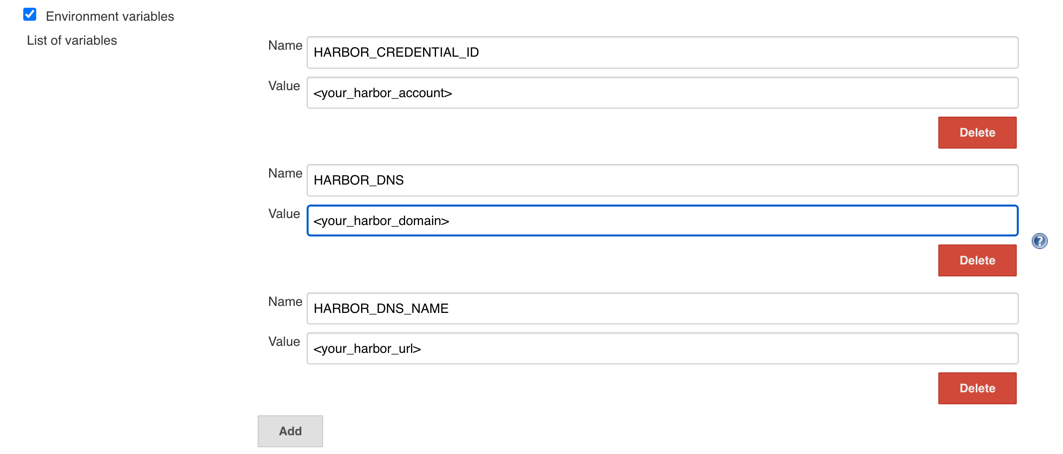 Environment variables
List of variables
Name HARBOR_CREDENTIAL_ID
Value <your_harbor_account>
Delete
Name HARBOR_DNS
Value <your_harbor_domain>
?
Delete
Name HARBOR_DNS_NAME
Value <your_harbor_url>
Delete
Add